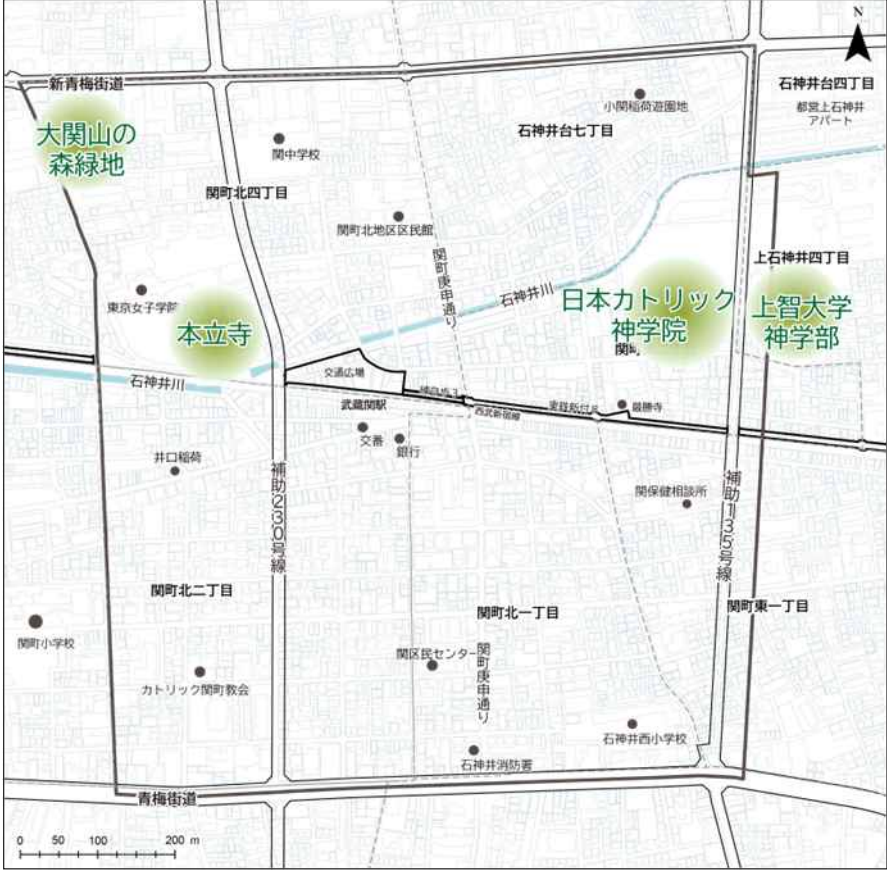 N
新青梅街道
石神井台四丁目
都営上石神井
アパート
小関稲荷遊園地
石神井台七丁目
大関山の
森緑地
関中学校
関町北四丁目
関町北地区区民館
関町庚申通り
上石神井四丁目
石神井川
東京女子学院
本立寺
日本カトリック
神学院
上智大学
神学部
関町
交通広場
石神井川
武蔵関駅
西武新宿線
最勝寺
交番
銀行
井口稲荷
補助230号線
関保健相談所
補助135号線
関町北二丁目
関町北一丁目
関町東一丁目
関町小学校
関区民センター
関町庚申通り
カトリック関町教会
石神井西小学校
石神井消防署
青梅街道
0 50 100 200 m